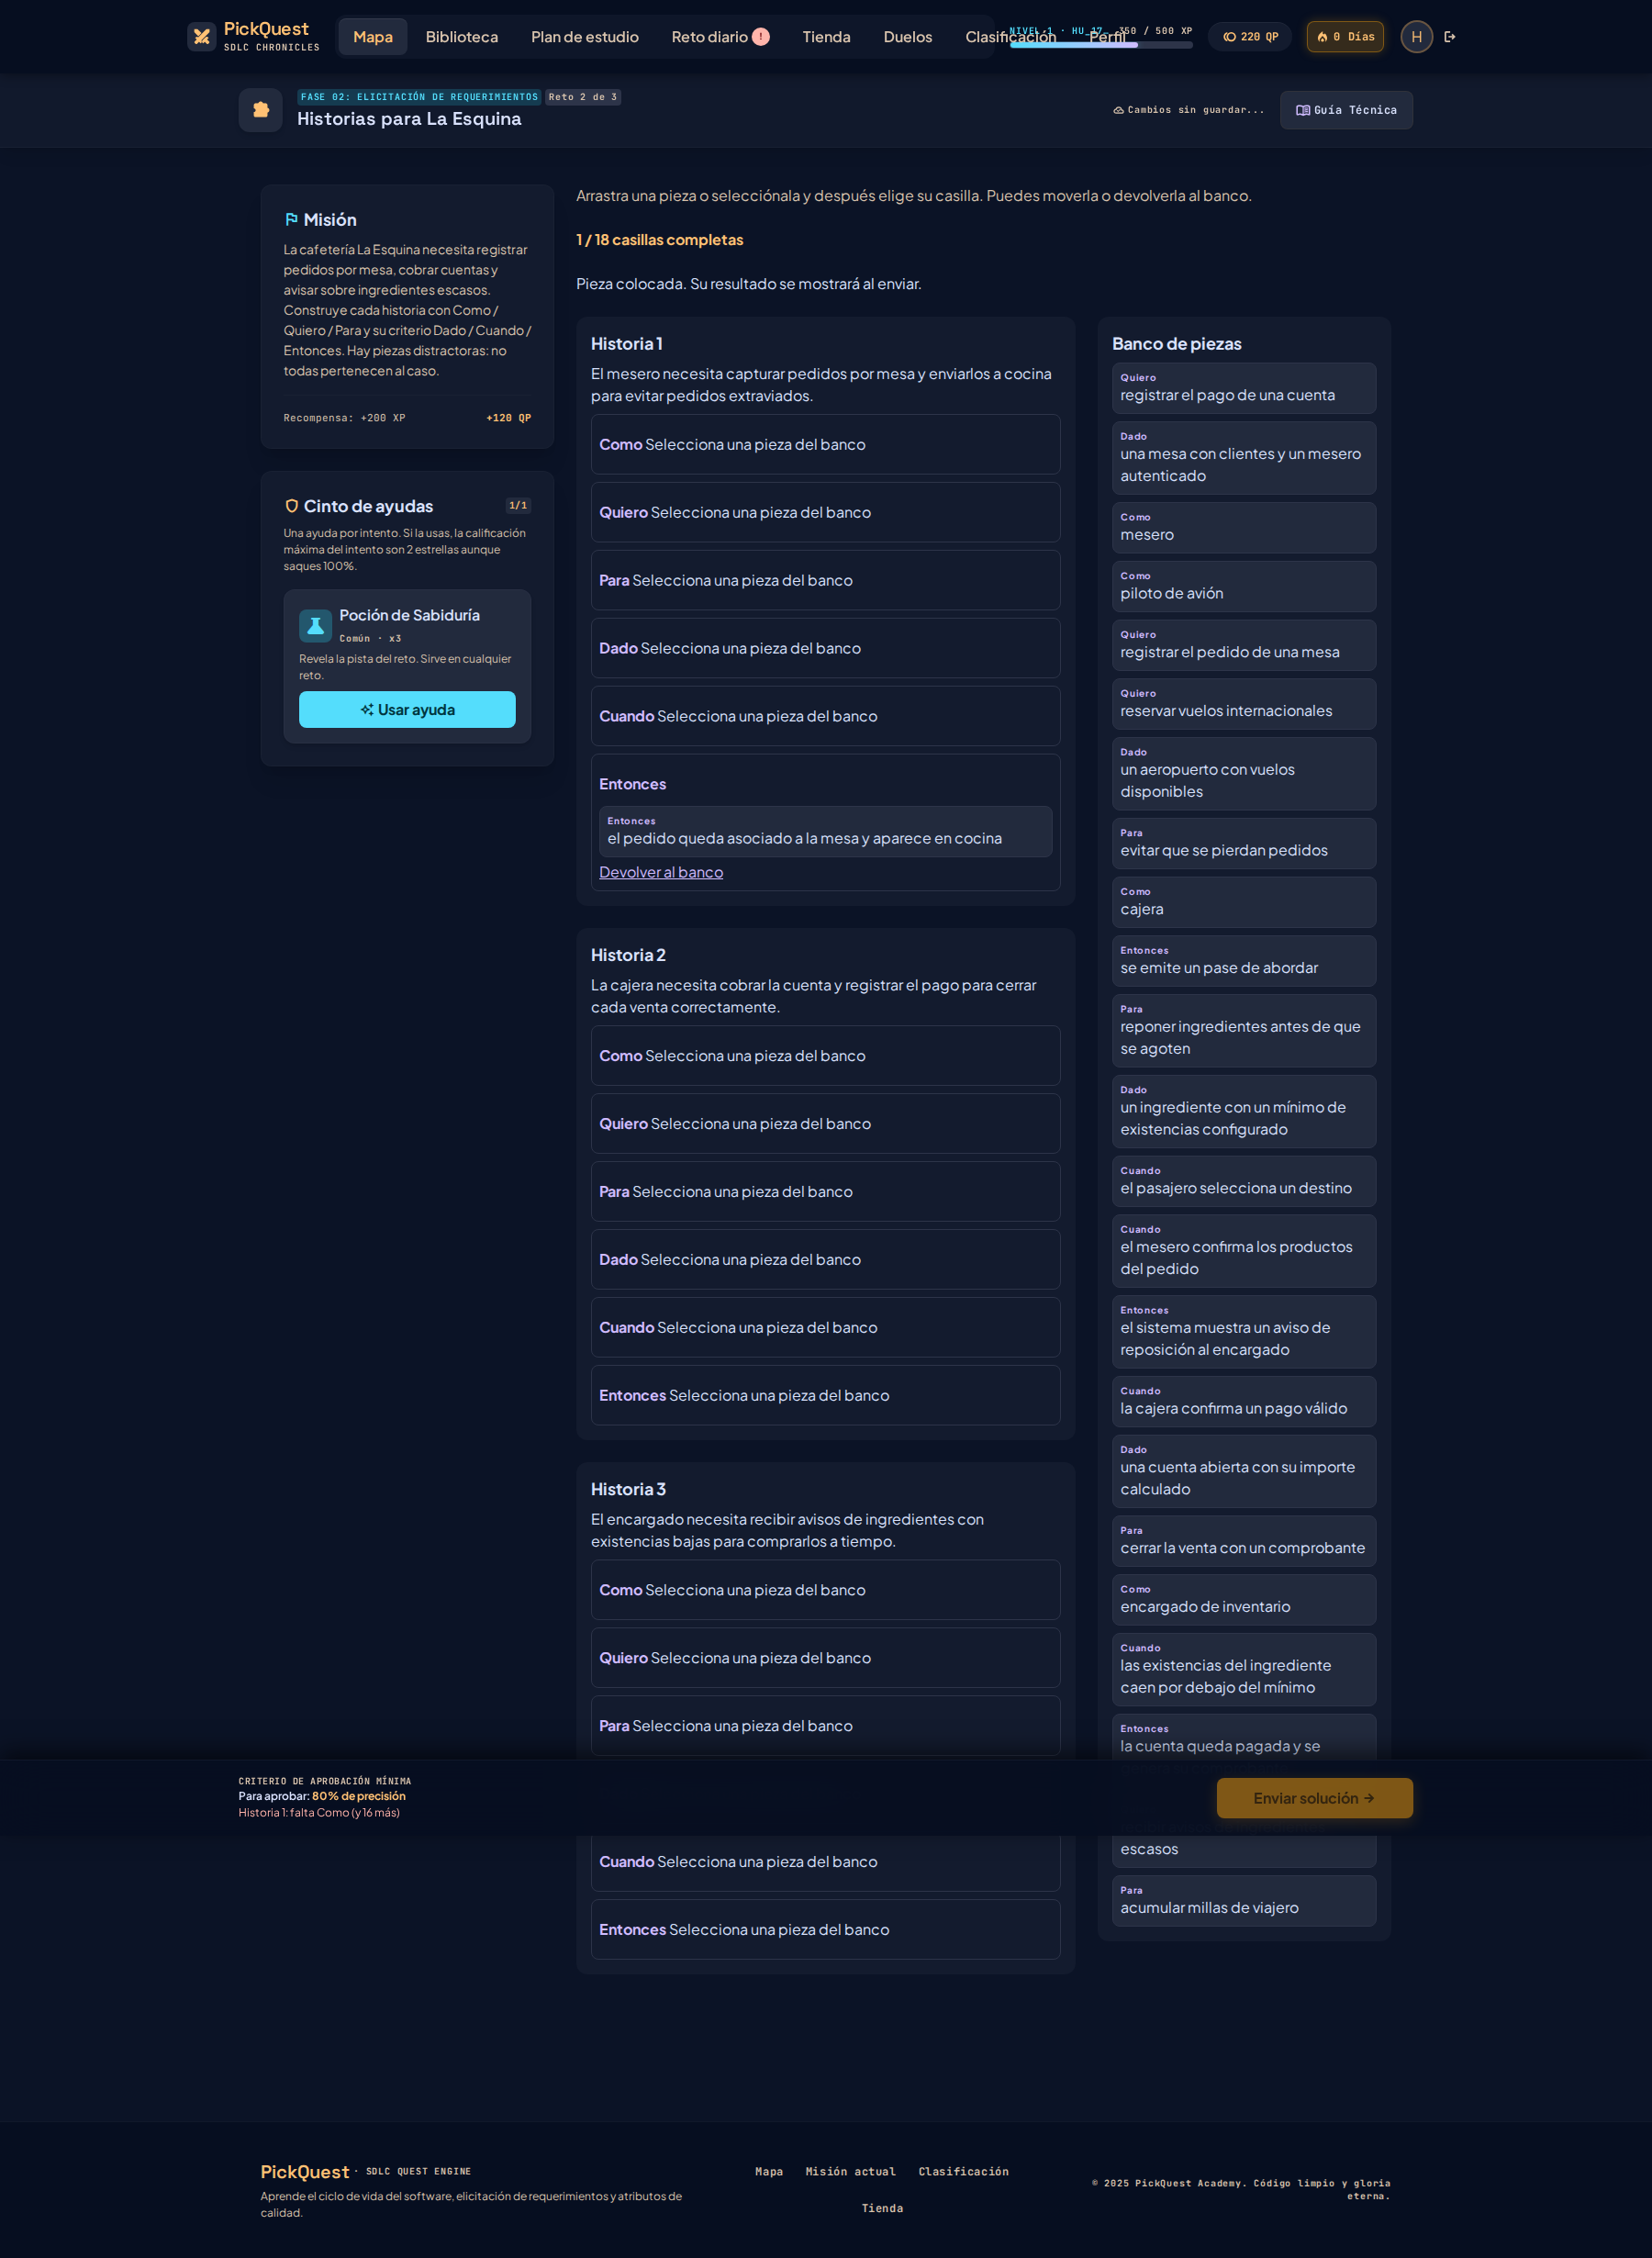 PickQuest
SDLC CHRONICLES
Mapa
Biblioteca
Plan de estudio
Reto diario !
Tienda
Duelos
Clasificación
Perfil
NIVEL 1 · HU_17_ 350 / 500 XP
220 QP
0 Días
H
FASE 02: ELICITACIÓN DE REQUERIMIENTOS Reto 2 de 3
Historias para La Esquina
Cambios sin guardar...
Guía Técnica
Misión
La cafetería La Esquina necesita registrar
pedidos por mesa, cobrar cuentas y
avisar sobre ingredientes escasos.
Construye cada historia con Como /
Quiero / Para y su criterio Dado / Cuando /
Entonces. Hay piezas distractoras: no
todas pertenecen al caso.
Recompensa: +200 XP +120 QP
Cinto de ayudas 1/1
Una ayuda por intento. Si la usas, la calificación
máxima del intento son 2 estrellas aunque
saques 100%.
Poción de Sabiduría
Común · x3
Revela la pista del reto. Sirve en cualquier
reto.
Usar ayuda
Arrastra una pieza o selecciónala y después elige su casilla. Puedes moverla o devolverla al banco.
1 / 18 casillas completas
Pieza colocada. Su resultado se mostrará al enviar.
Historia 1
El mesero necesita capturar pedidos por mesa y enviarlos a cocina
para evitar pedidos extraviados.
Como Selecciona una pieza del banco
Quiero Selecciona una pieza del banco
Para Selecciona una pieza del banco
Dado Selecciona una pieza del banco
Cuando Selecciona una pieza del banco
Entonces
Entonces
el pedido queda asociado a la mesa y aparece en cocina
Devolver al banco
Historia 2
La cajera necesita cobrar la cuenta y registrar el pago para cerrar
cada venta correctamente.
Como Selecciona una pieza del banco
Quiero Selecciona una pieza del banco
Para Selecciona una pieza del banco
Dado Selecciona una pieza del banco
Cuando Selecciona una pieza del banco
Entonces Selecciona una pieza del banco
Historia 3
El encargado necesita recibir avisos de ingredientes con
existencias bajas para comprarlos a tiempo.
Como Selecciona una pieza del banco
Quiero Selecciona una pieza del banco
Para Selecciona una pieza del banco
Cuando Selecciona una pieza del banco
Entonces Selecciona una pieza del banco
Banco de piezas
Quiero
registrar el pago de una cuenta
Dado
una mesa con clientes y un mesero
autenticado
Como
mesero
Como
piloto de avión
Quiero
registrar el pedido de una mesa
Quiero
reservar vuelos internacionales
Dado
un aeropuerto con vuelos
disponibles
Para
evitar que se pierdan pedidos
Como
cajera
Entonces
se emite un pase de abordar
Para
reponer ingredientes antes de que
se agoten
Dado
un ingrediente con un mínimo de
existencias configurado
Cuando
el pasajero selecciona un destino
Cuando
el mesero confirma los productos
del pedido
Entonces
el sistema muestra un aviso de
reposición al encargado
Cuando
la cajera confirma un pago válido
Dado
una cuenta abierta con su importe
calculado
Para
cerrar la venta con un comprobante
Como
encargado de inventario
Cuando
las existencias del ingrediente
caen por debajo del mínimo
Entonces
la cuenta queda pagada y se
escasos
Para
acumular millas de viajero
CRITERIO DE APROBACIÓN MÍNIMA
Para aprobar: 80% de precisión
Historia 1: falta Como (y 16 más)
Enviar solución →
PickQuest · SDLC QUEST ENGINE
Aprende el ciclo de vida del software, elicitación de requerimientos y atributos de
calidad.
Mapa
Misión actual
Clasificación
Tienda
© 2025 PickQuest Academy. Código limpio y gloria
eterna.